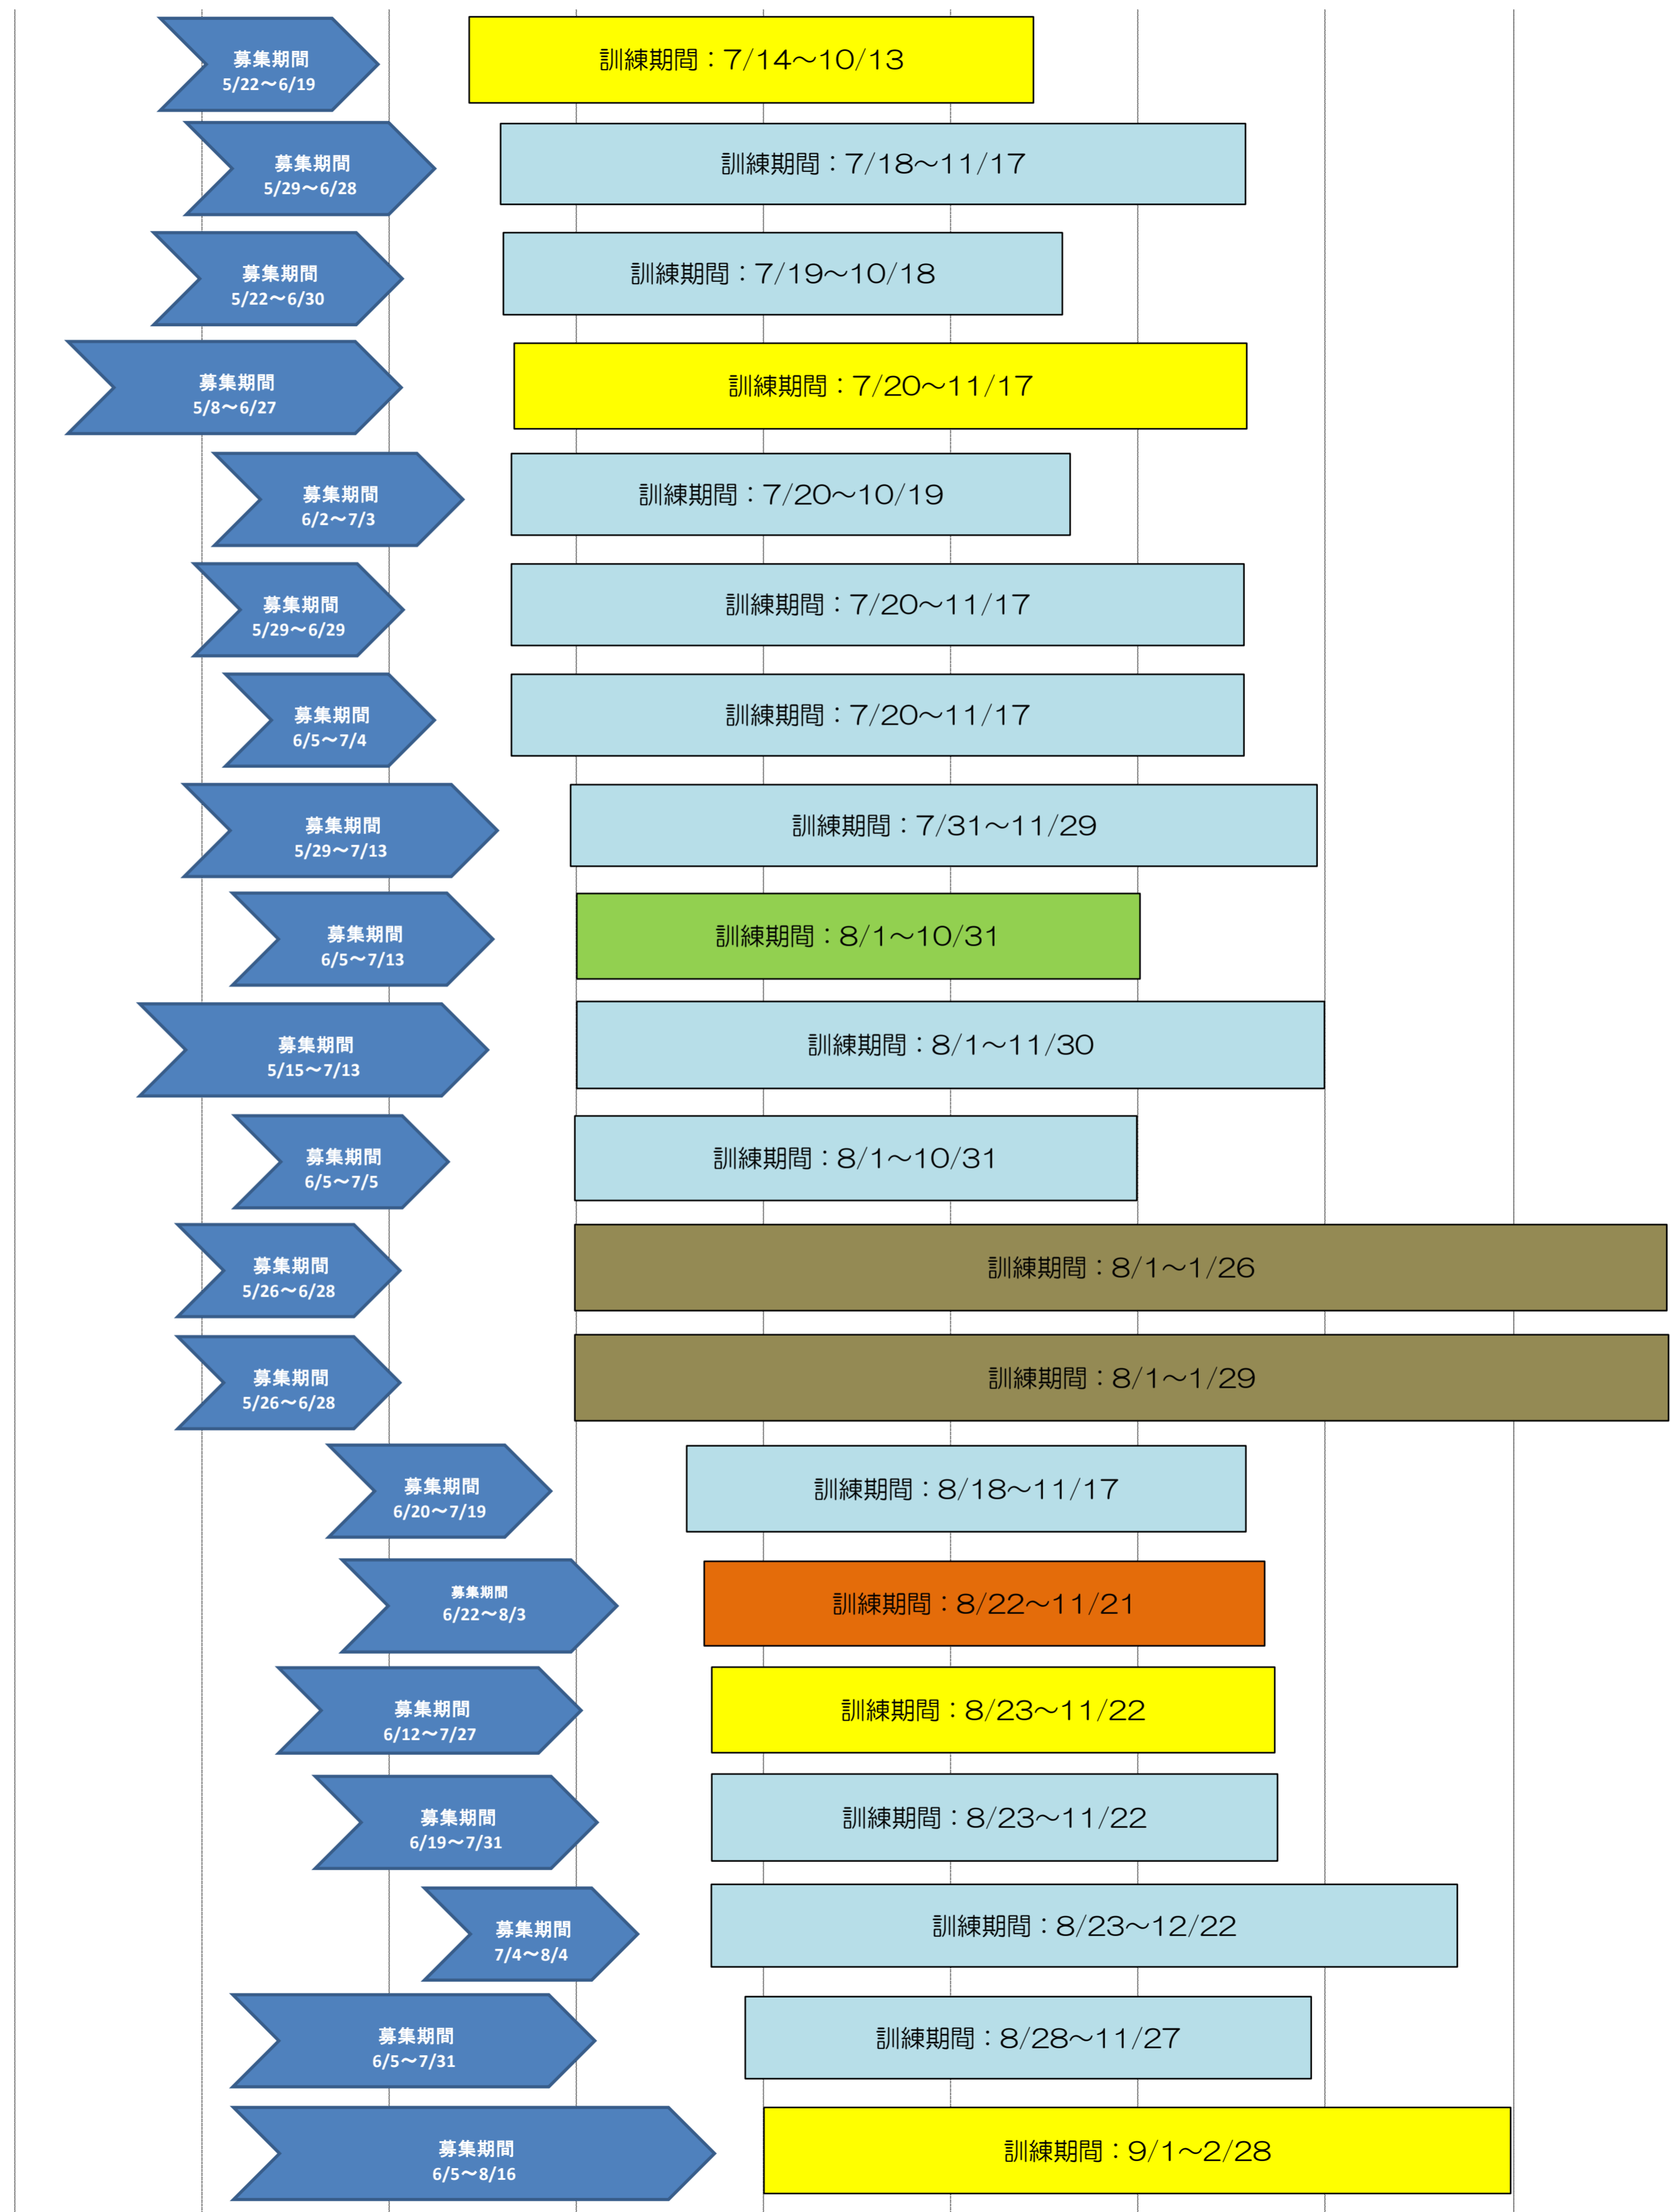 募集期間
5/22～6/19
訓練期間：7/14～10/13
募集期間
5/29～6/28
訓練期間：7/18～11/17
募集期間
5/22～6/30
訓練期間：7/19～10/18
募集期間
5/8～6/27
訓練期間：7/20～11/17
募集期間
6/2～7/3
訓練期間：7/20～10/19
募集期間
5/29～6/29
訓練期間：7/20～11/17
募集期間
6/5～7/4
訓練期間：7/20～11/17
募集期間
5/29～7/13
訓練期間：7/31～11/29
募集期間
6/5～7/13
訓練期間：8/1～10/31
募集期間
5/15～7/13
訓練期間：8/1～11/30
募集期間
6/5～7/5
訓練期間：8/1～10/31
募集期間
5/26～6/28
訓練期間：8/1～1/26
募集期間
5/26～6/28
訓練期間：8/1～1/29
募集期間
6/20～7/19
訓練期間：8/18～11/17
募集期間
6/22～8/3
訓練期間：8/22～11/21
募集期間
6/12～7/27
訓練期間：8/23～11/22
募集期間
6/19～7/31
訓練期間：8/23～11/22
募集期間
7/4～8/4
訓練期間：8/23～12/22
募集期間
6/5～7/31
訓練期間：8/28～11/27
募集期間
6/5～8/16
訓練期間：9/1～2/28